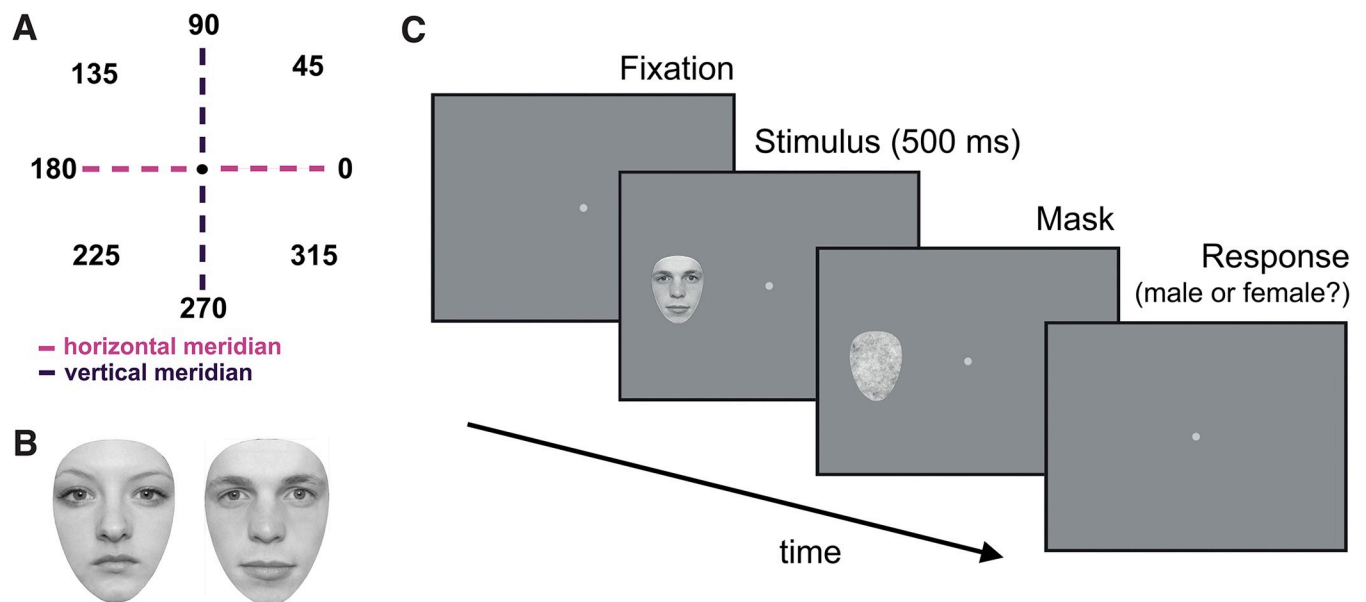 A
90
135
45
180
0
225
315
270
horizontal meridian
vertical meridian
B
C
Fixation
Stimulus (500 ms)
Mask
Response
(male or female?)
time